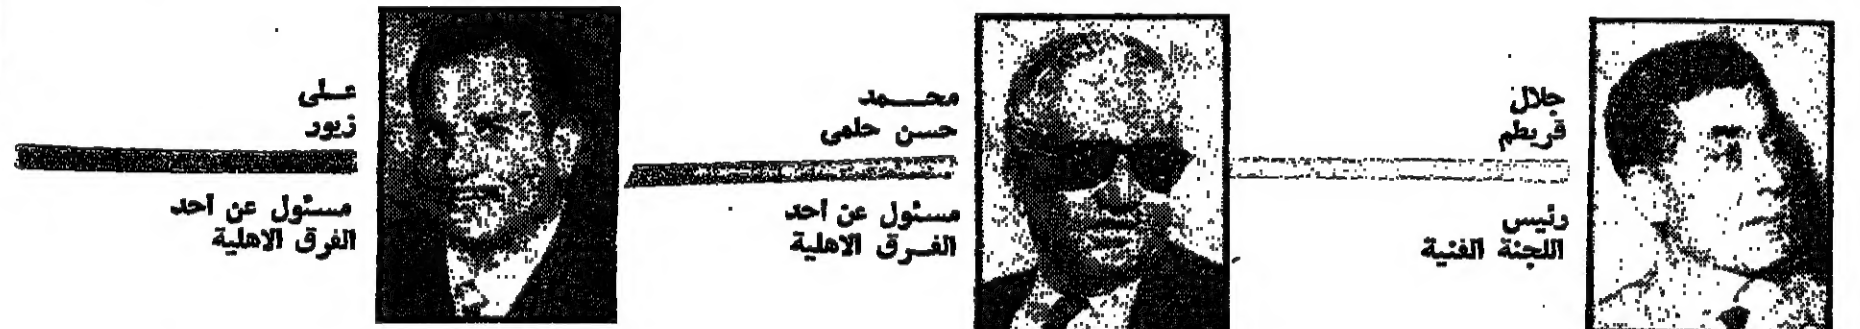 جلال
قريطم
رئيس
اللجنة الفنية
محمد
حسن حلمى
مسئول عن احد
الفرق الاهلية
على
زيور
مسئول عن احد
الفرق الاهلية